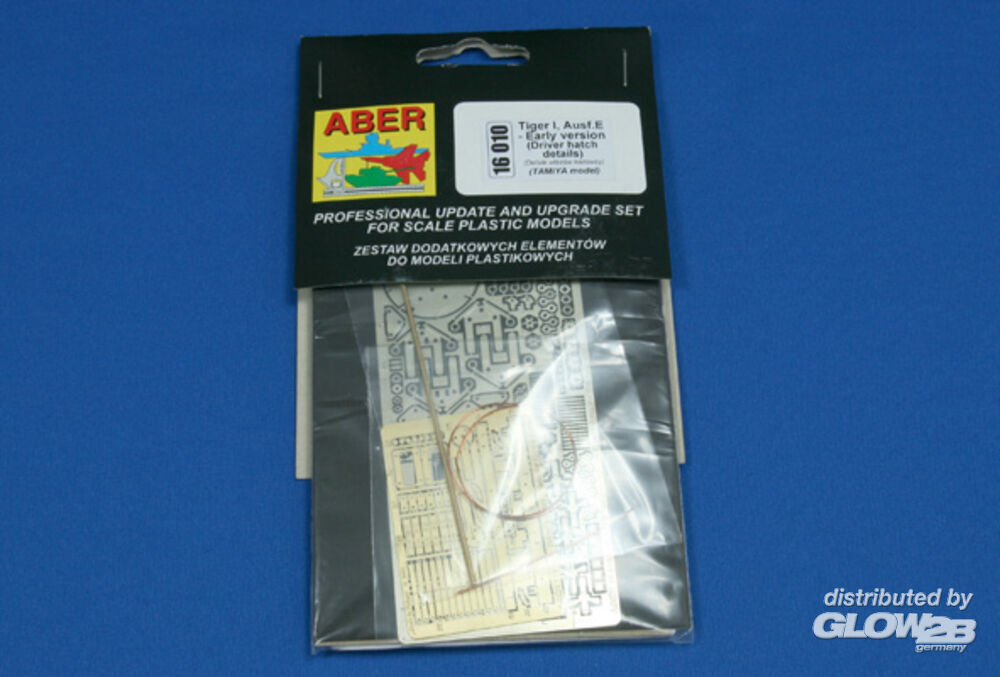 ABER
16 010
Tiger I, Ausf.E
- Early version
(Driver hatch
details)
(TAMIYA model)
PROFESSIONAL UPDATE AND UPGRADE SET
FOR SCALE PLASTIC MODELS
ZESTAW DODATKOWYCH ELEMENTÓW
DO MODELI PLASTIKOWYCH
distributed by
GLOW2B
germany